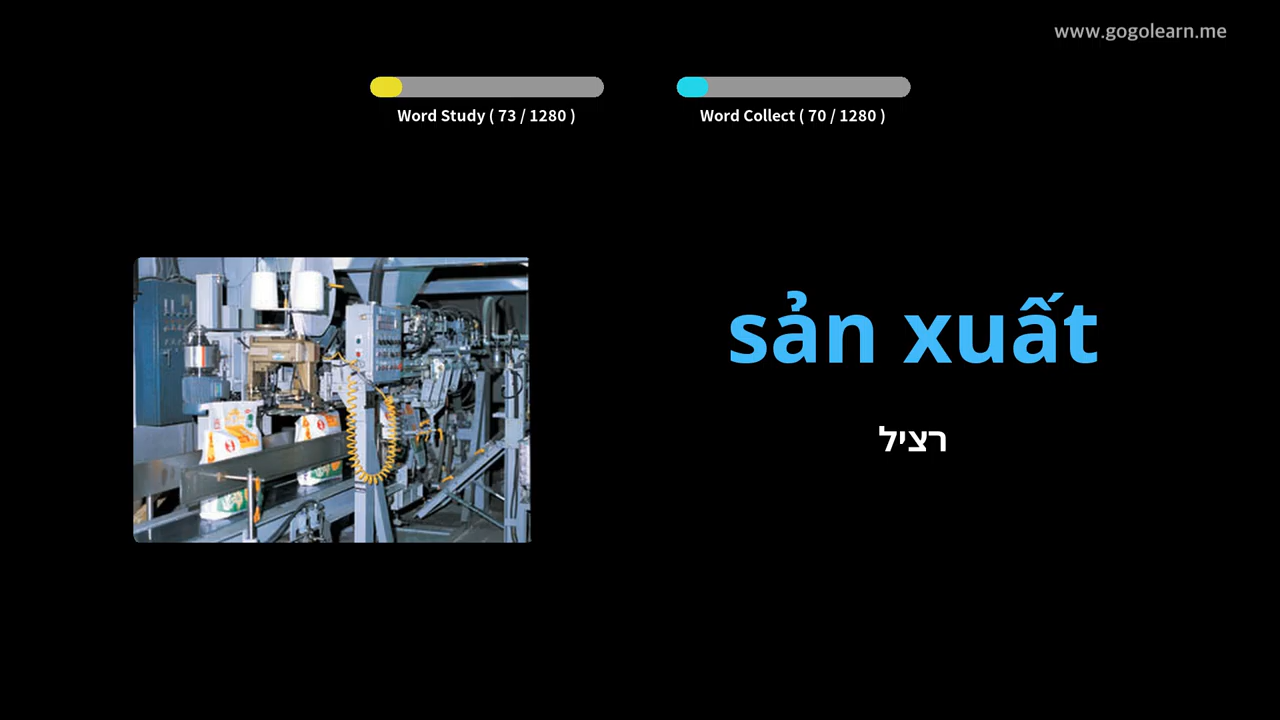 www.gogolearn.me
Word Study ( 73 / 1280 )
Word Collect ( 70 / 1280 )
sản xuất
רציל